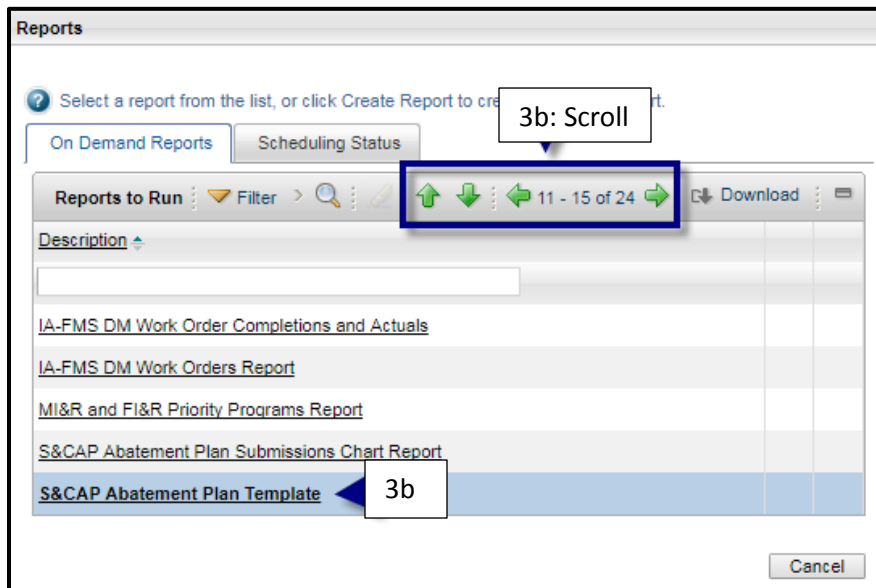 Reports
Select a report from the list, or click Create Report to cre rt.
3b: Scroll
On Demand Reports Scheduling Status
Reports to Run Filter 11 - 15 of 24 Download
Description
IA-FMS DM Work Order Completions and Actuals
IA-FMS DM Work Orders Report
MI&R and FI&R Priority Programs Report
S&CAP Abatement Plan Submissions Chart Report
S&CAP Abatement Plan Template 3b
Cancel